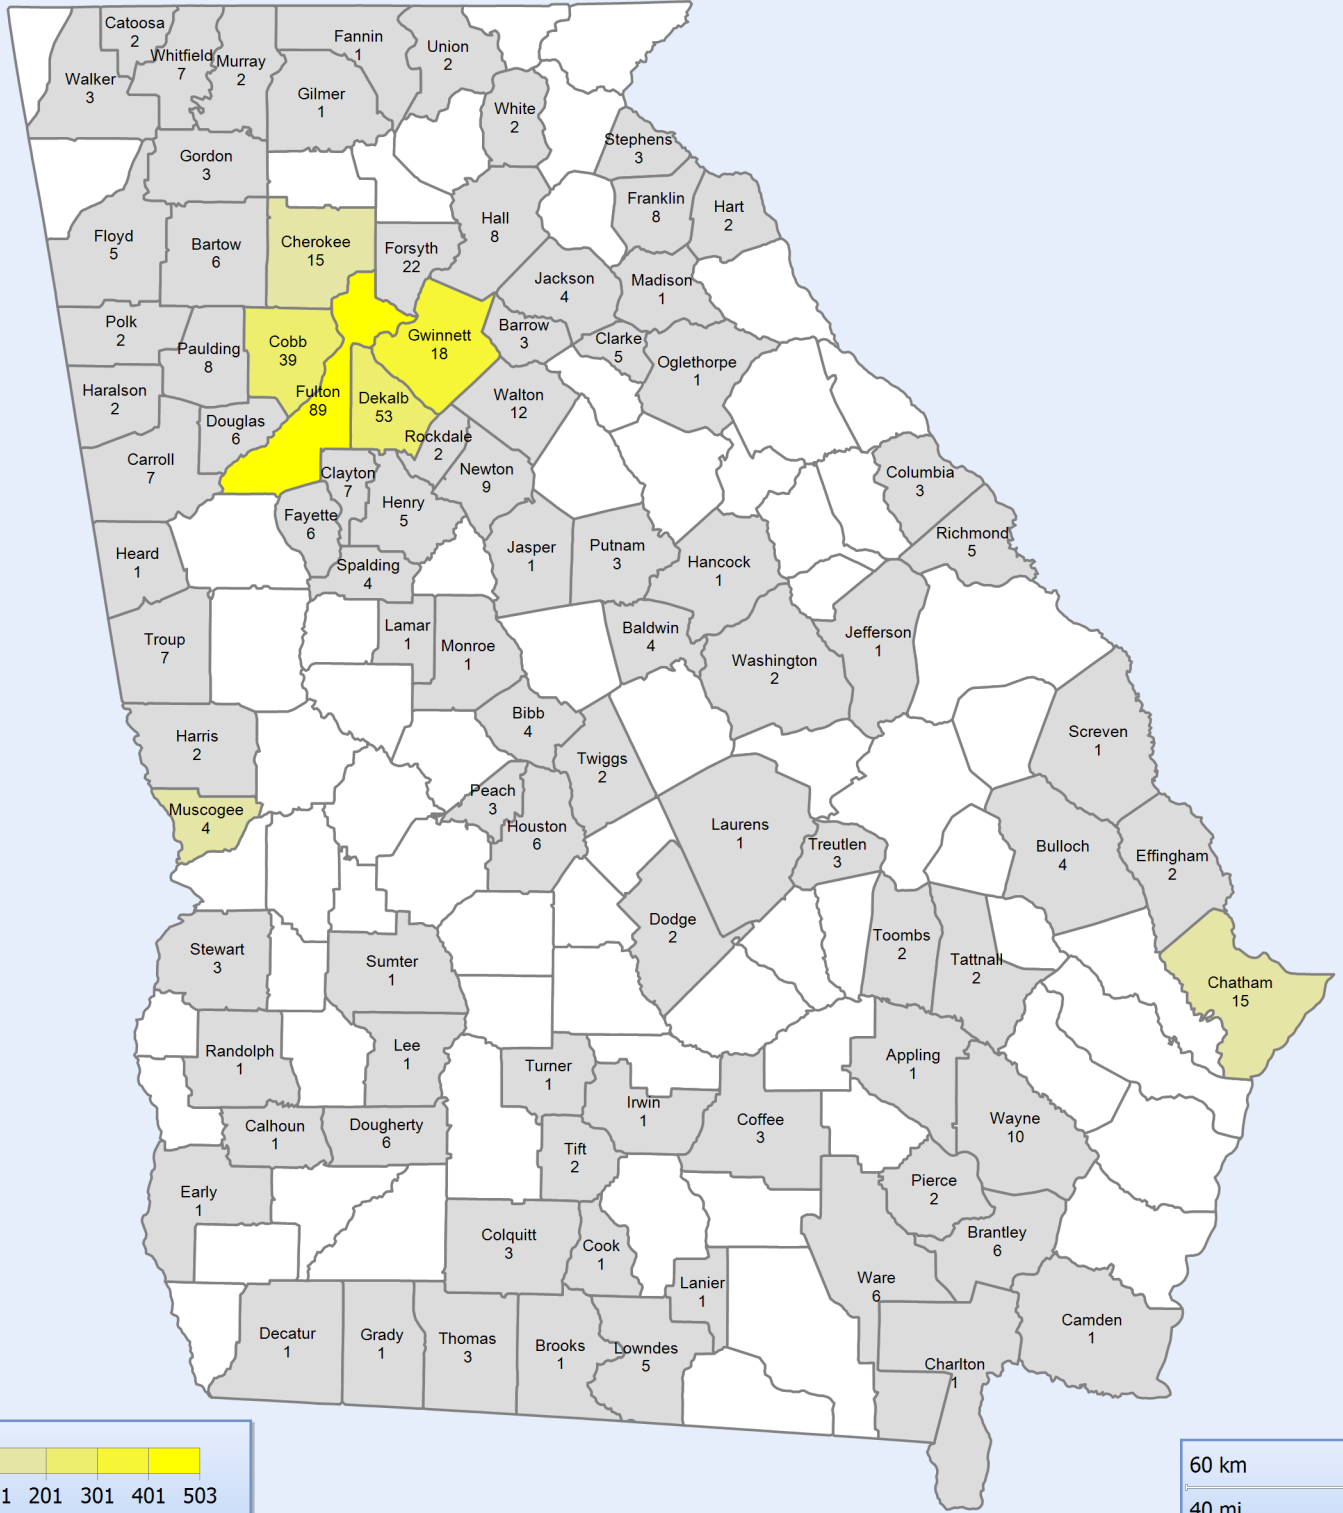 Catoosa
2
Whitfield
7
Murray
2
Fannin
1
Union
2
Walker
3
Gilmer
1
White
2
Stephens
3
Gordon
3
Franklin
8
Hart
2
Hall
8
Floyd
5
Bartow
6
Cherokee
15
Forsyth
22
Jackson
4
Madison
1
Polk
2
Paulding
8
Cobb
39
Gwinnett
18
Barrow
3
Clarke
5
Oglethorpe
1
Haralson
2
Fulton
89
Dekalb
53
Walton
12
Douglas
6
Rockdale
2
Carroll
7
Clayton
7
Newton
9
Columbia
3
Fayette
6
Henry
5
Richmond
5
Heard
1
Spalding
4
Jasper
1
Putnam
3
Hancock
1
Troup
7
Lamar
1
Monroe
1
Baldwin
4
Jefferson
1
Washington
2
Harris
2
Bibb
4
Twiggs
2
Screven
1
Muscogee
4
Peach
3
Houston
6
Laurens
1
Treutlen
3
Bulloch
4
Effingham
2
Stewart
3
Sumter
1
Dodge
2
Toombs
2
Tattnall
2
Chatham
15
Randolph
1
Lee
1
Turner
1
Appling
1
Calhoun
1
Dougherty
6
Irwin
1
Coffee
3
Wayne
10
Tift
2
Early
1
Pierce
2
Colquitt
3
Cook
1
Brantley
6
Lanier
1
Ware
6
Decatur
1
Grady
1
Thomas
3
Brooks
1
Lowndes
5
Camden
1
Charlton
1
1 201 301 401 503
60 km
40 mi